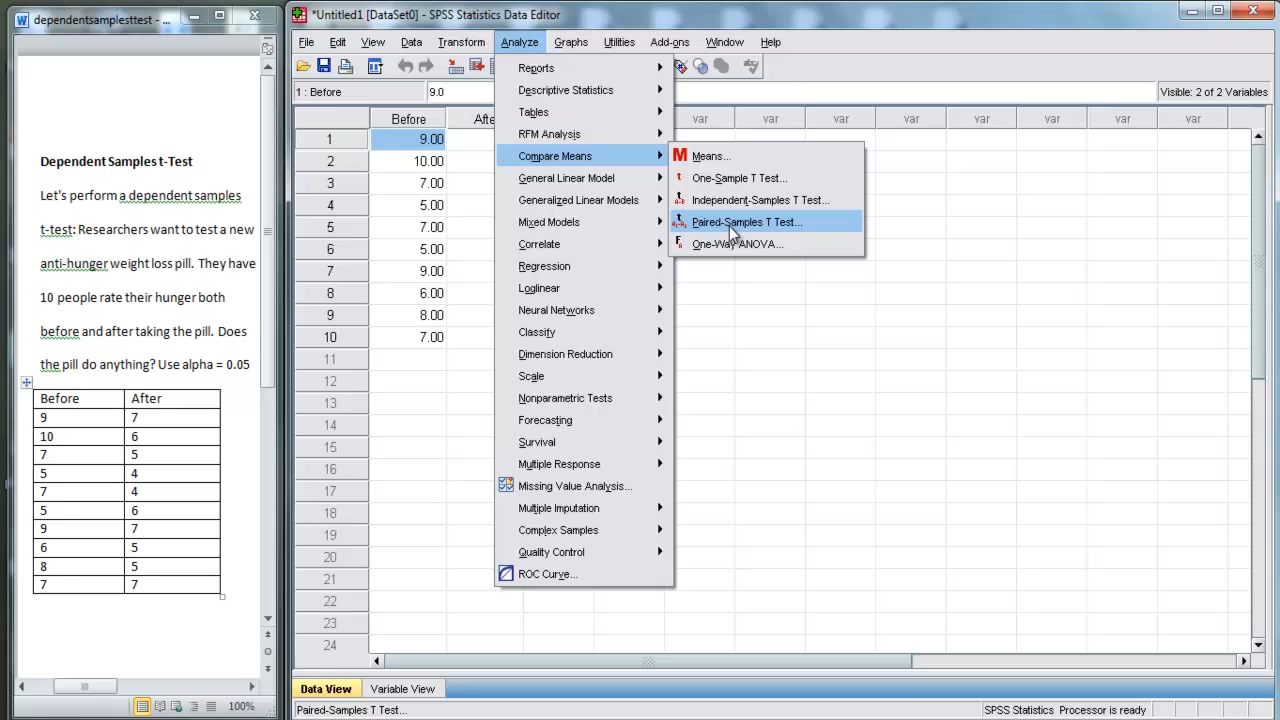 dependentsamplesttest - ...
Dependent Samples t-Test
Let's perform a dependent samples
t-test: Researchers want to test a new
anti-hunger weight loss pill. They have
10 people rate their hunger both
before and after taking the pill. Does
the pill do anything? Use alpha = 0.05
Before After
9 7
10 6
7 5
5 4
7 4
5 6
9 7
6 5
8 5
7 7
100%
*Untitled1 [DataSet0] - SPSS Statistics Data Editor
File Edit View Data Transform Analyze Graphs Utilities Add-ons Window Help
1 : Before 9.0 Visible: 2 of 2 Variables
Before Afte var var var var var var var var
1 9.00
2 10.00
3 7.00
4 5.00
5 7.00
6 5.00
7 9.00
8 6.00
9 8.00
10 7.00
11
12
13
14
15
16
17
18
19
20
21
22
23
24
Reports
Descriptive Statistics
Tables
RFM Analysis
Compare Means
General Linear Model
Generalized Linear Models
Mixed Models
Correlate
Regression
Loglinear
Neural Networks
Classify
Dimension Reduction
Scale
Nonparametric Tests
Forecasting
Survival
Multiple Response
Missing Value Analysis...
Multiple Imputation
Complex Samples
Quality Control
ROC Curve...
M Means...
One-Sample T Test...
Independent-Samples T Test...
Paired-Samples T Test...
One-Way ANOVA...
Data View Variable View
Paired-Samples T Test... SPSS Statistics Processor is ready